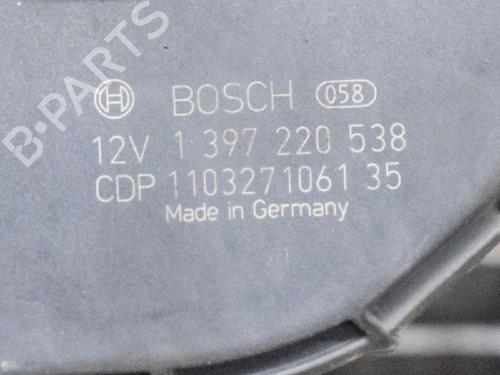 B-PARTS
BOSCH 058
12V 1 397 220 538
CDP 1103271061 35
Made in Germany